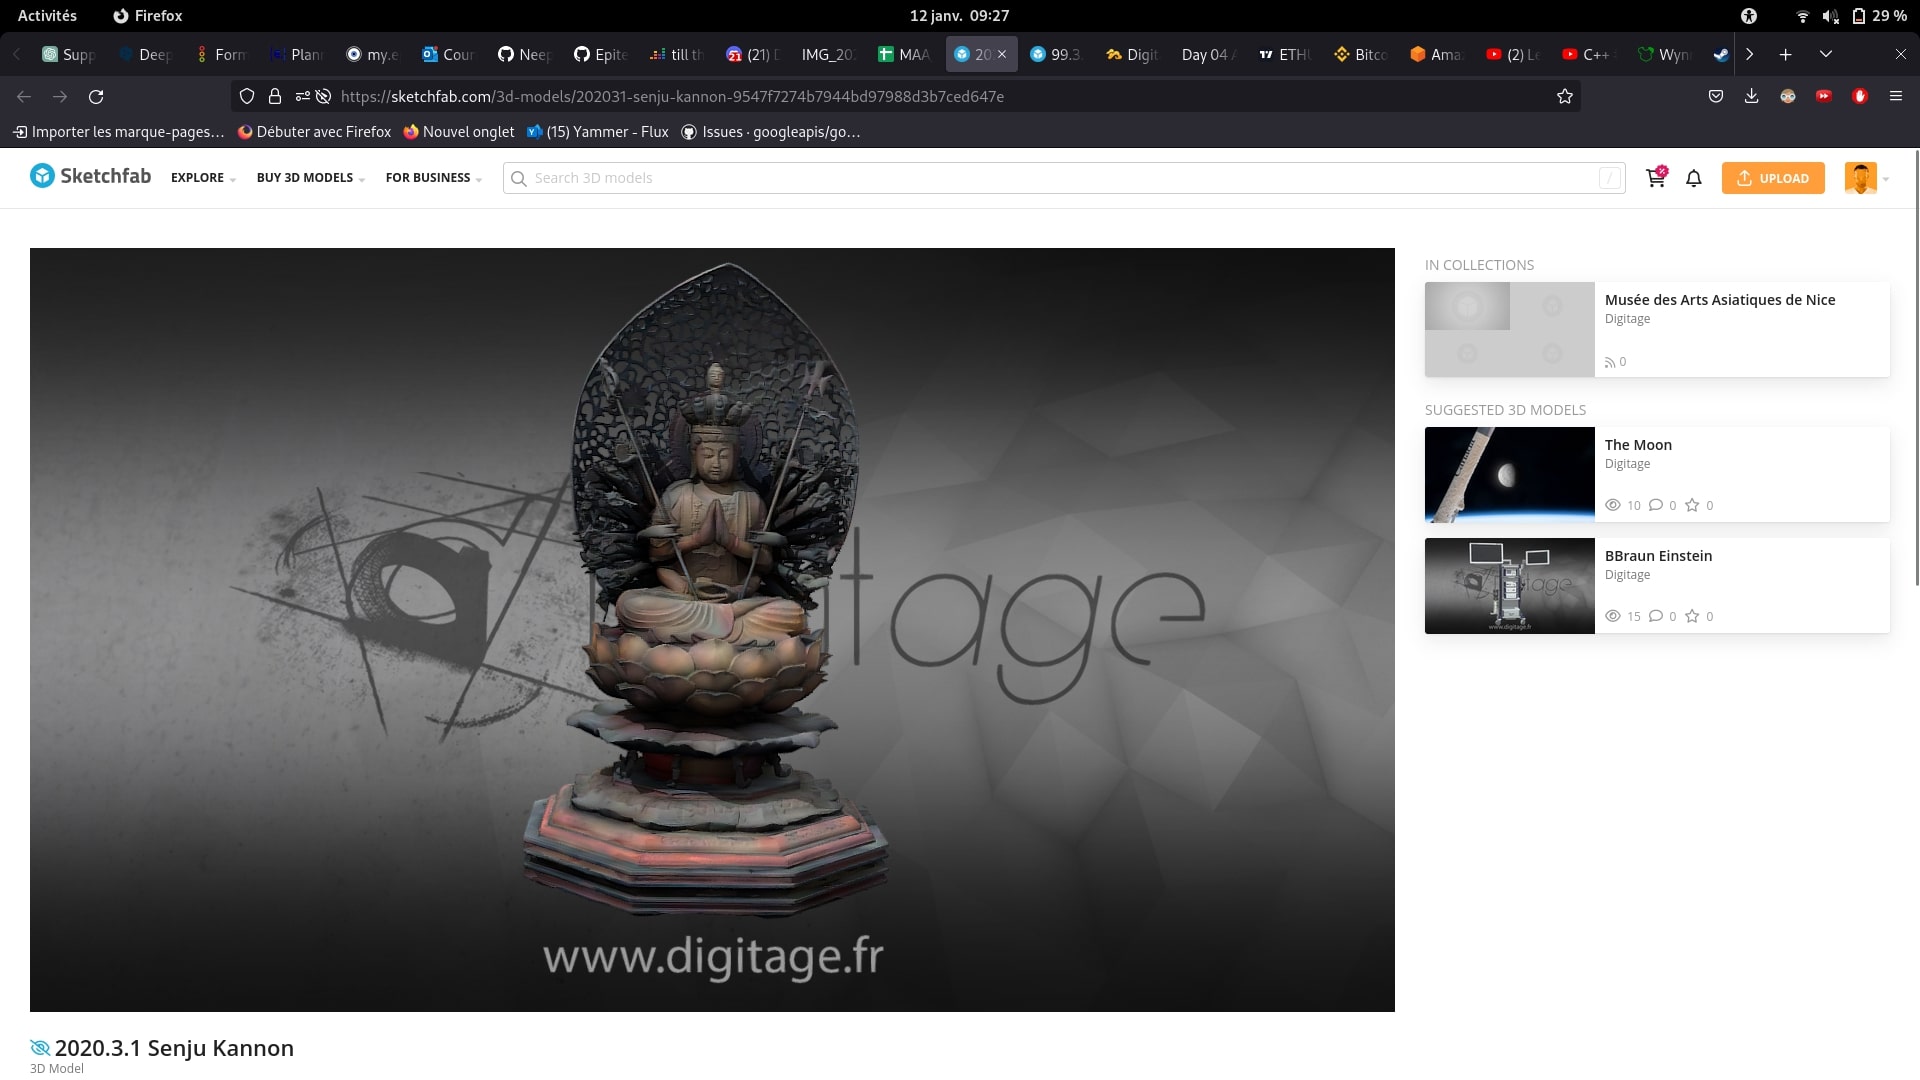 Activités Firefox 12 janv. 09:27 29 %
Supp Deep Form Plann my.e Cour Neep Epite till th (21) IMG_20 MAA 20 99.3. Digit Day 04 ETHU Bitco Ama (2) Le C++ Wynn
https://sketchfab.com/3d-models/202031-senju-kannon-9547f7274b7944bd97988d3b7ced647e
Importer les marque-pages… Débuter avec Firefox Nouvel onglet (15) Yammer - Flux Issues · googleapis/go…
Sketchfab EXPLORE BUY 3D MODELS FOR BUSINESS Search 3D models / UPLOAD
www.digitage.fr
2020.3.1 Senju Kannon
3D Model
IN COLLECTIONS
Musée des Arts Asiatiques de Nice
Digitage
0
SUGGESTED 3D MODELS
The Moon
Digitage
10 0 0
BBraun Einstein
Digitage
15 0 0